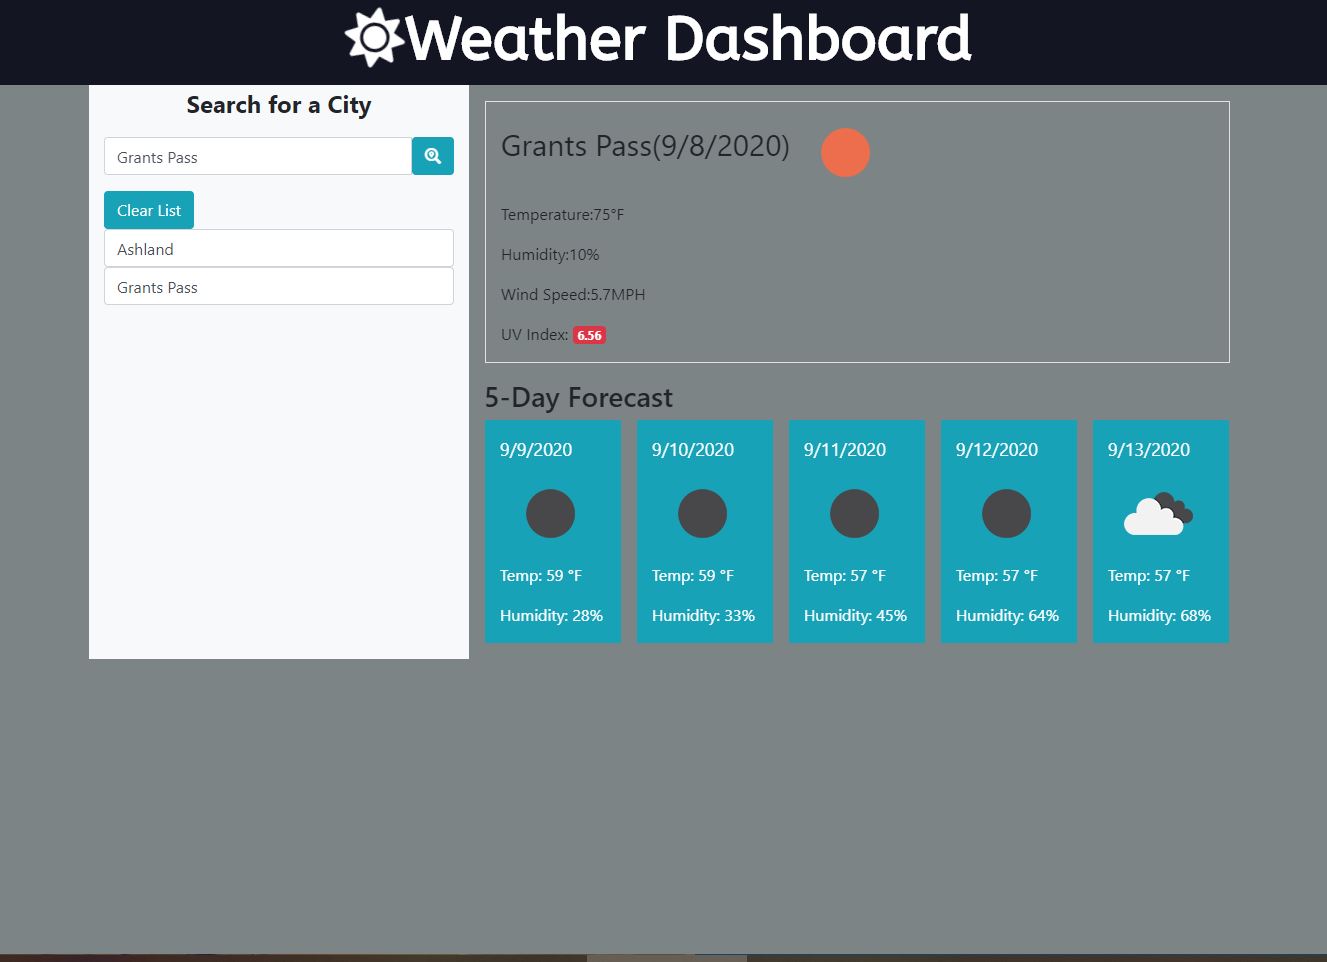 Weather Dashboard
Search for a City
Grants Pass
Clear List
Ashland
Grants Pass
Grants Pass(9/8/2020)
Temperature:75°F
Humidity:10%
Wind Speed:5.7MPH
UV Index: 6.56
5-Day Forecast
9/9/2020
Temp: 59 °F
Humidity: 28%
9/10/2020
Temp: 59 °F
Humidity: 33%
9/11/2020
Temp: 57 °F
Humidity: 45%
9/12/2020
Temp: 57 °F
Humidity: 64%
9/13/2020
Temp: 57 °F
Humidity: 68%